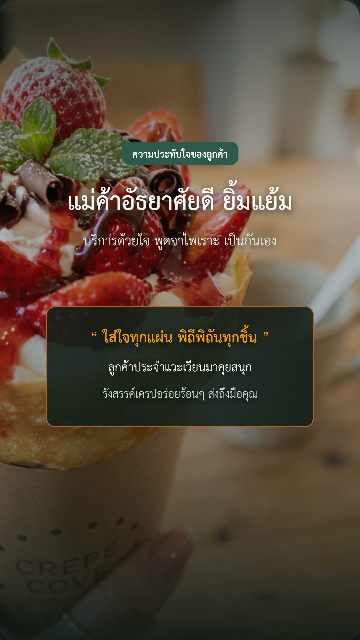 ความประทับใจของลูกค้า
แม่ค้าอัธยาศัยดี ยิ้มแย้ม
บริการด้วยใจ พูดจาไพเราะ เป็นกันเอง
“ ใส่ใจทุกแผ่น พิถีพิถันทุกชิ้น ”
ลูกค้าประจำแวะเวียนมาคุยสนุก
รังสรรค์เครปอร่อยร้อนๆ ส่งถึงมือคุณ
CREPE
COVE